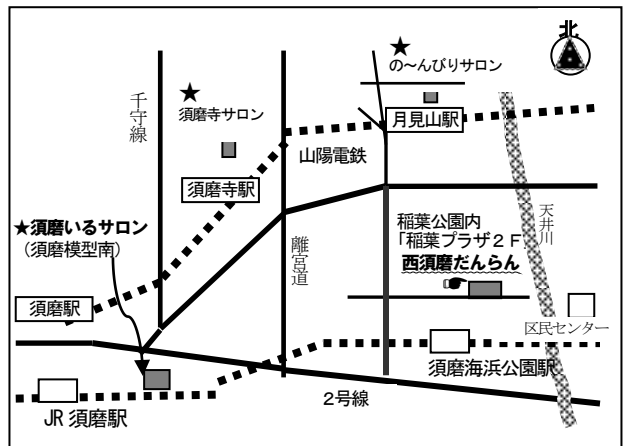 北
★
の～んびりサロン
千守線
★
須磨寺サロン
月見山駅
山陽電鉄
須磨寺駅
★須磨いるサロン
(須磨模型南)
離宮道
稲葉公園内
「稲葉プラザ２F
西須磨だんらん
☛
天井川
須磨駅
区民センター
須磨海浜公園駅
JR 須磨駅
２号線